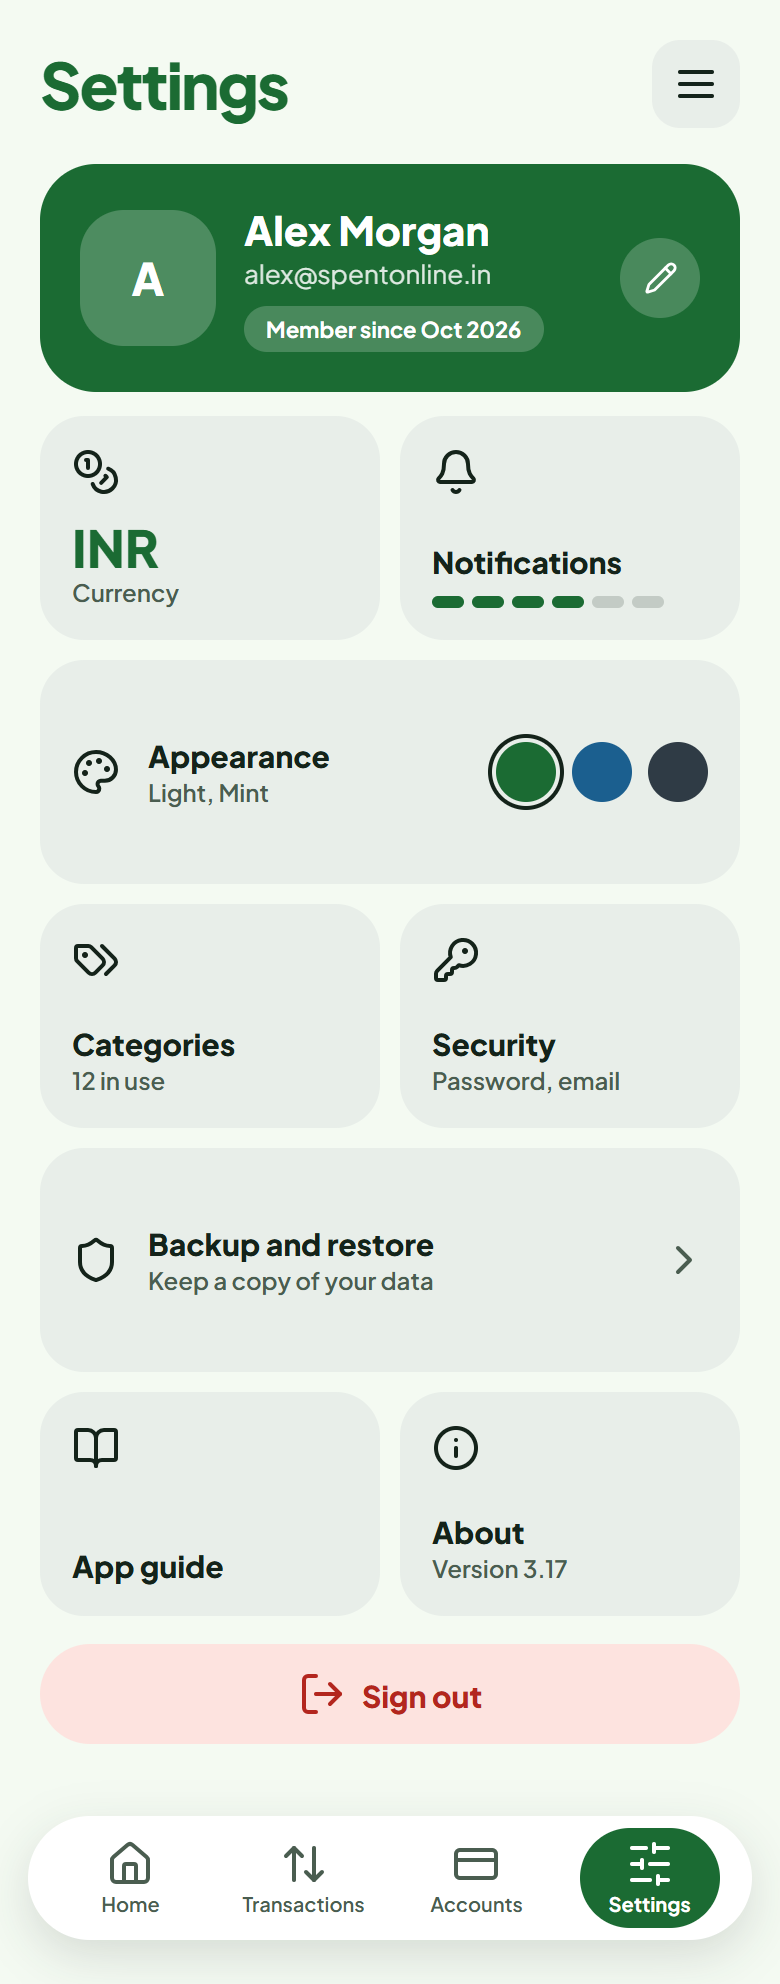 Settings
A
Alex Morgan
alex@spentonline.in
Member since Oct 2026
INR
Currency
Notifications
Appearance
Light, Mint
Categories
12 in use
Security
Password, email
Backup and restore
Keep a copy of your data
App guide
About
Version 3.17
Sign out
Home
Transactions
Accounts
Settings